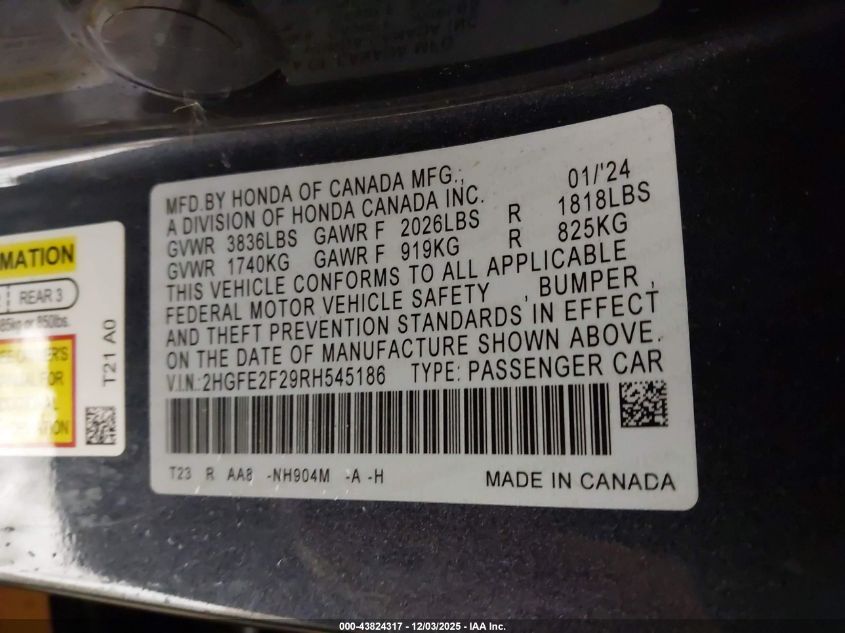 MFD.BY HONDA OF CANADA MFG.; 01/'24
A DIVISION OF HONDA CANADA INC.
GVWR 3836LBS GAWR F 2026LBS R 1818LBS
GVWR 1740KG GAWR F 919KG R 825KG
THIS VEHICLE CONFORMS TO ALL APPLICABLE
FEDERAL MOTOR VEHICLE SAFETY , BUMPER ,
AND THEFT PREVENTION STANDARDS IN EFFECT
ON THE DATE OF MANUFACTURE SHOWN ABOVE.
V.I.N.:2HGFE2F29RH545186 TYPE: PASSENGER CAR
T23 R AA8 -NH904M -A -H MADE IN CANADA
MATION
REAR 3
850lbs.
T21 A0
000-43824317 - 12/03/2025 - IAA Inc.